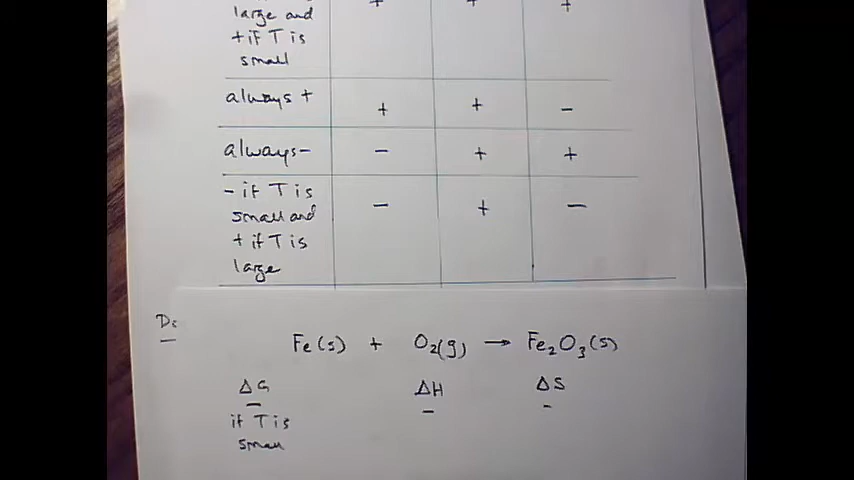 large and + + +
+ if T is
small
always + + + -
always - - + +
- if T is - + -
small and
+ if T is
large
D:
Fe(s) + O₂(g) → Fe₂O₃(s)
ΔG ΔH ΔS
- - -
if T is
small